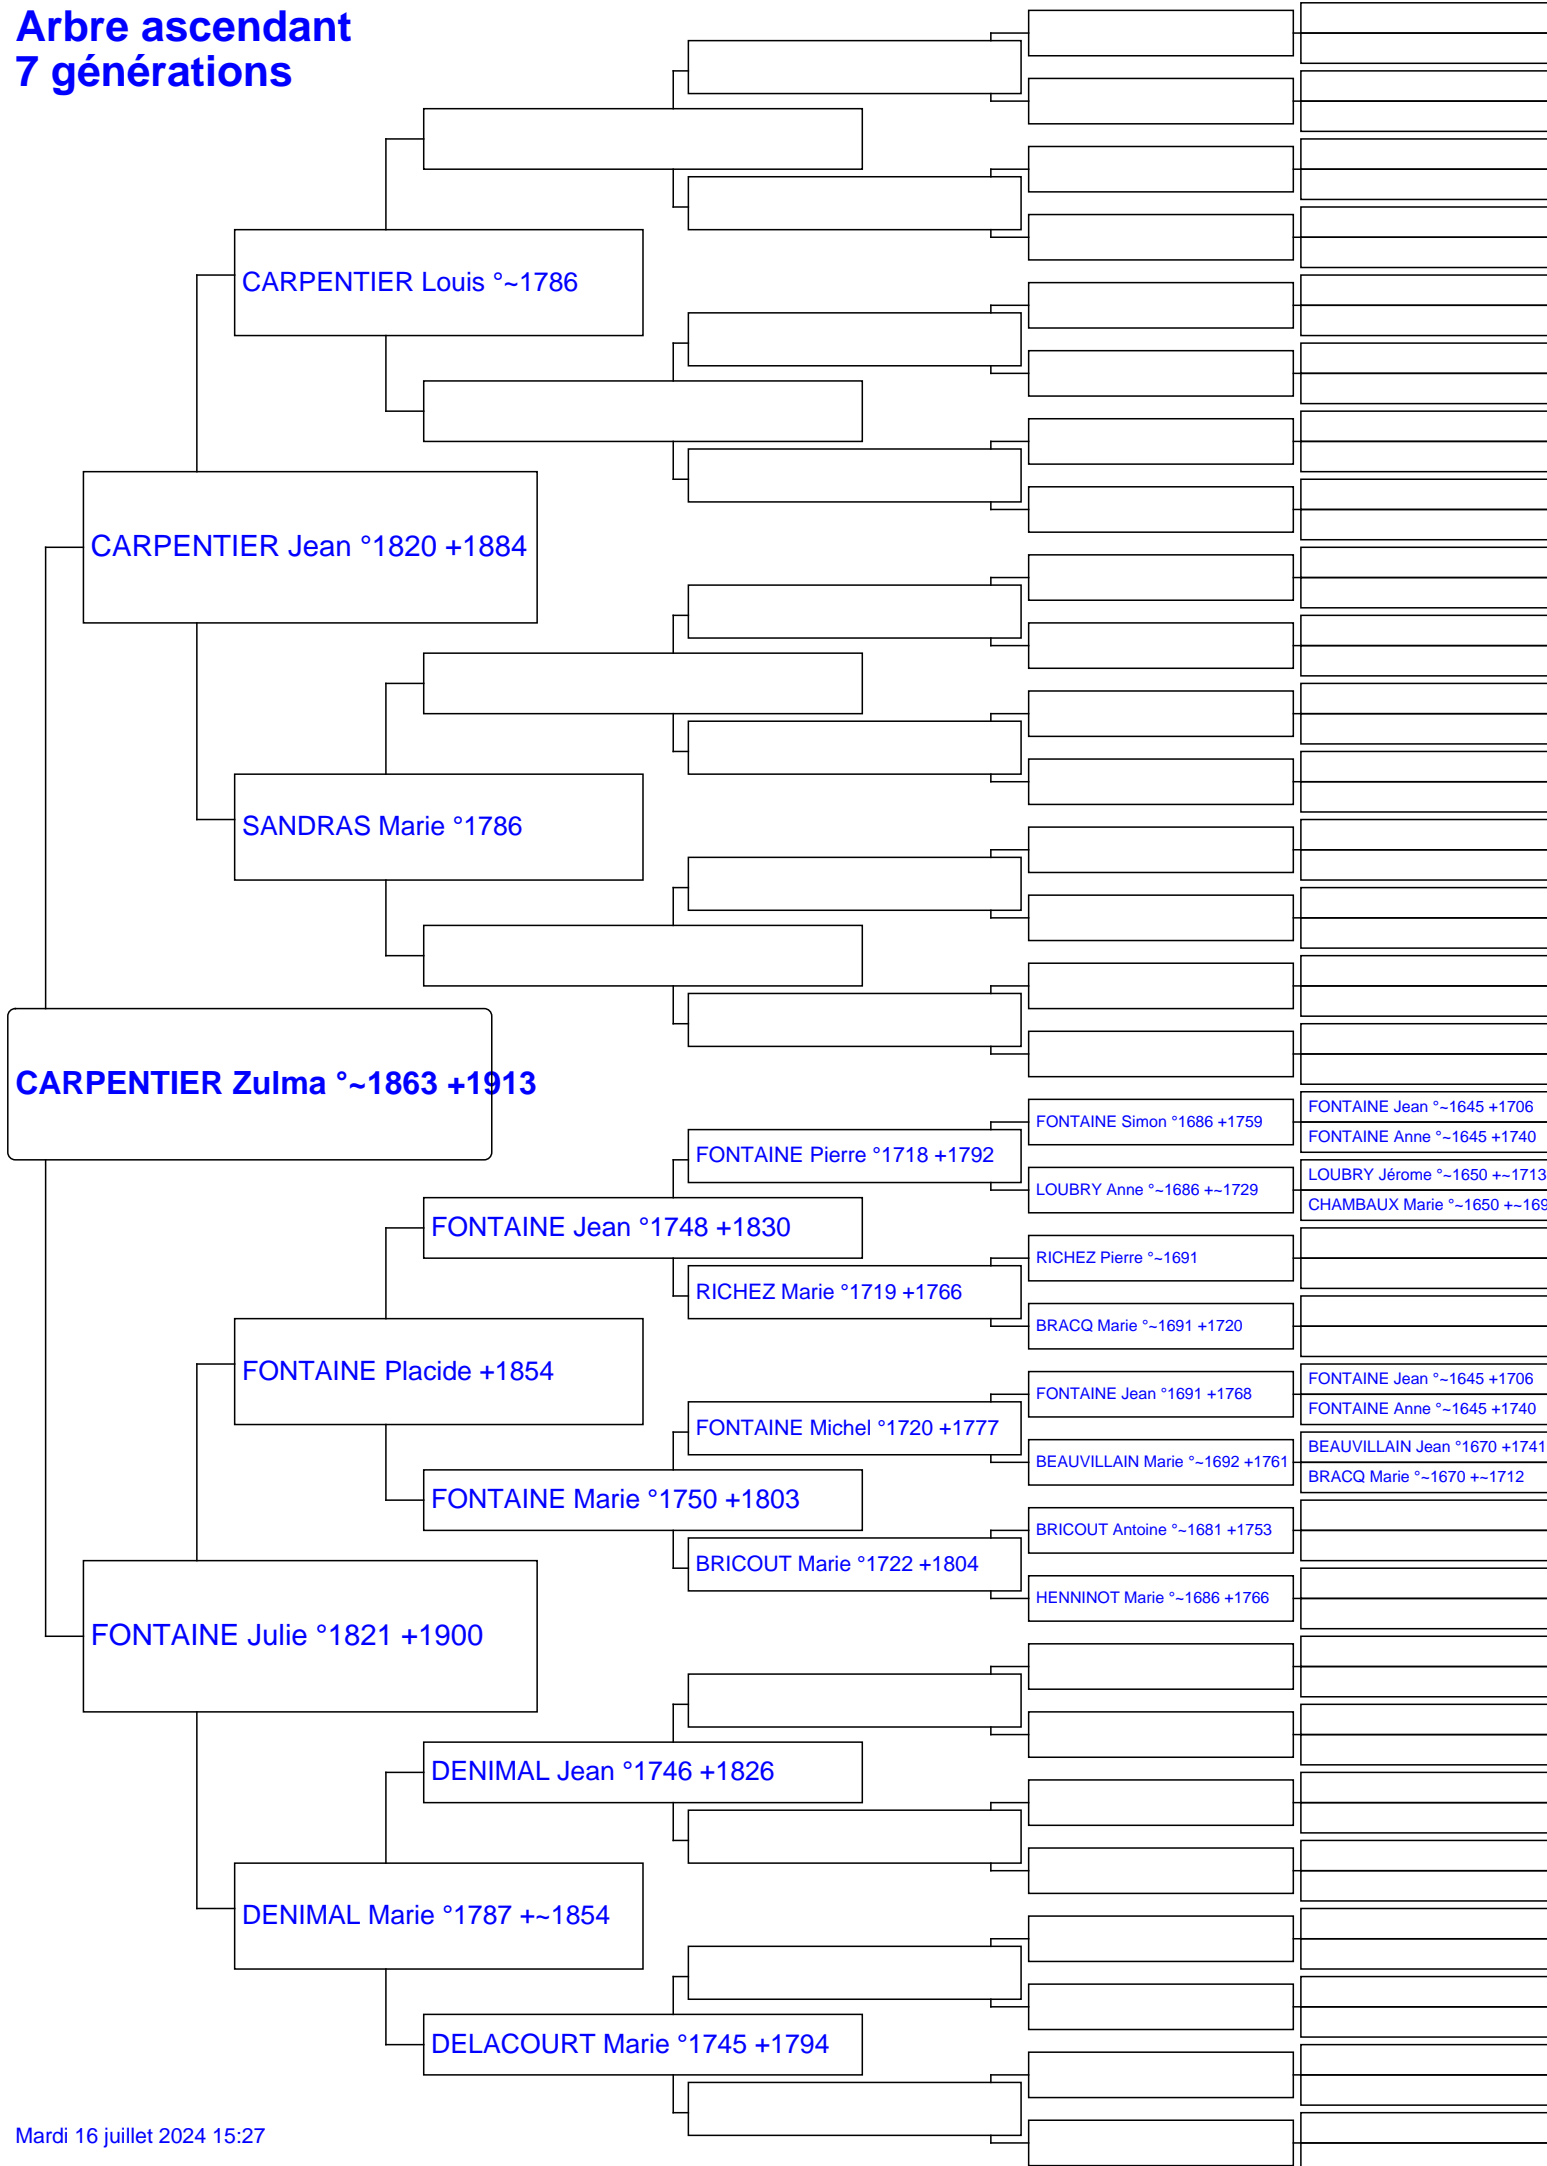 Arbre ascendant
7 générations
CARPENTIER Louis °~1786
CARPENTIER Jean °1820 +1884
SANDRAS Marie °1786
CARPENTIER Zulma °~1863 +1913
FONTAINE Simon °1686 +1759
FONTAINE Jean °~1645 +1706
FONTAINE Anne °~1645 +1740
FONTAINE Pierre °1718 +1792
LOUBRY Anne °~1686 +~1729
LOUBRY Jérome °~1650 +~1713
CHAMBAUX Marie °~1650 +~169
FONTAINE Jean °1748 +1830
RICHEZ Pierre °~1691
RICHEZ Marie °1719 +1766
BRACQ Marie °~1691 +1720
FONTAINE Placide +1854
FONTAINE Jean °1691 +1768
FONTAINE Jean °~1645 +1706
FONTAINE Anne °~1645 +1740
FONTAINE Michel °1720 +1777
BEAUVILLAIN Marie °~1692 +1761
BEAUVILLAIN Jean °1670 +1741
BRACQ Marie °~1670 +~1712
FONTAINE Marie °1750 +1803
BRICOUT Antoine °~1681 +1753
BRICOUT Marie °1722 +1804
HENNINOT Marie °~1686 +1766
FONTAINE Julie °1821 +1900
DENIMAL Jean °1746 +1826
DENIMAL Marie °1787 +~1854
DELACOURT Marie °1745 +1794
Mardi 16 juillet 2024 15:27